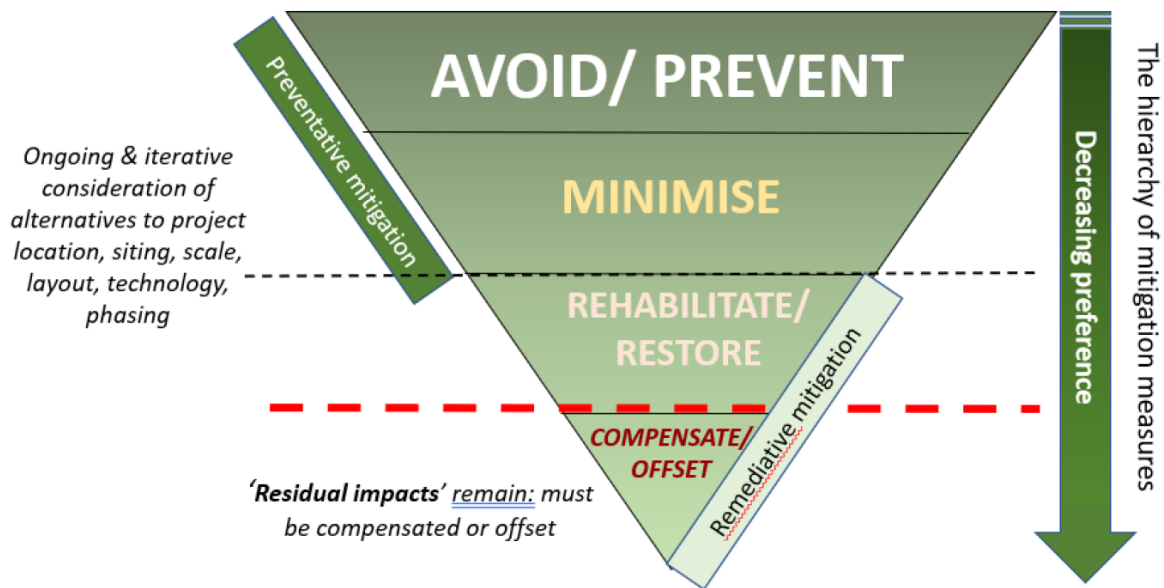 AVOID/ PREVENT
Preventative mitigation
Ongoing & iterative
consideration of
alternatives to project
location, siting, scale,
layout, technology,
phasing
MINIMISE
REHABILITATE/
RESTORE
COMPENSATE/
OFFSET
Remediative mitigation
‘Residual impacts’ remain: must
be compensated or offset
Decreasing preference
The hierarchy of mitigation measures